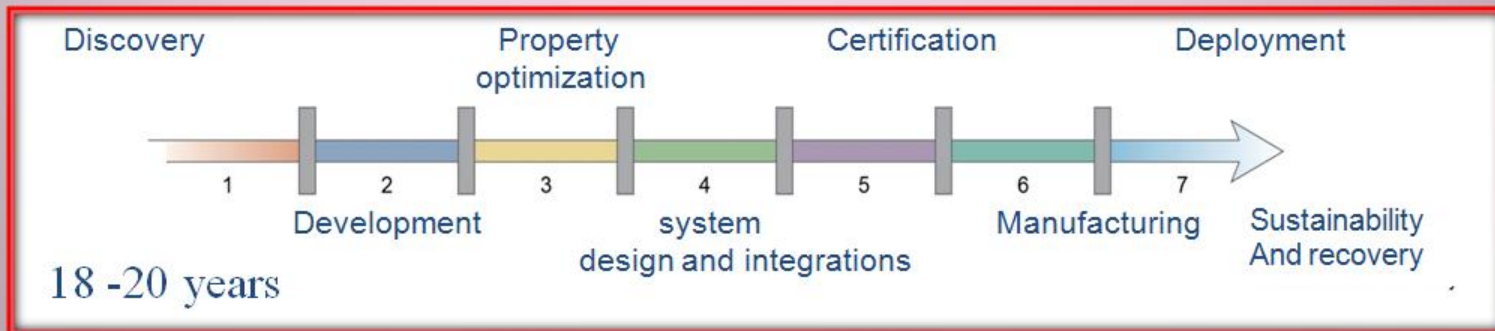 Discovery
Property
optimization
Certification
Deployment
1
2
3
4
5
6
7
Development
system
design and integrations
Manufacturing
Sustainability
And recovery
18 -20 years